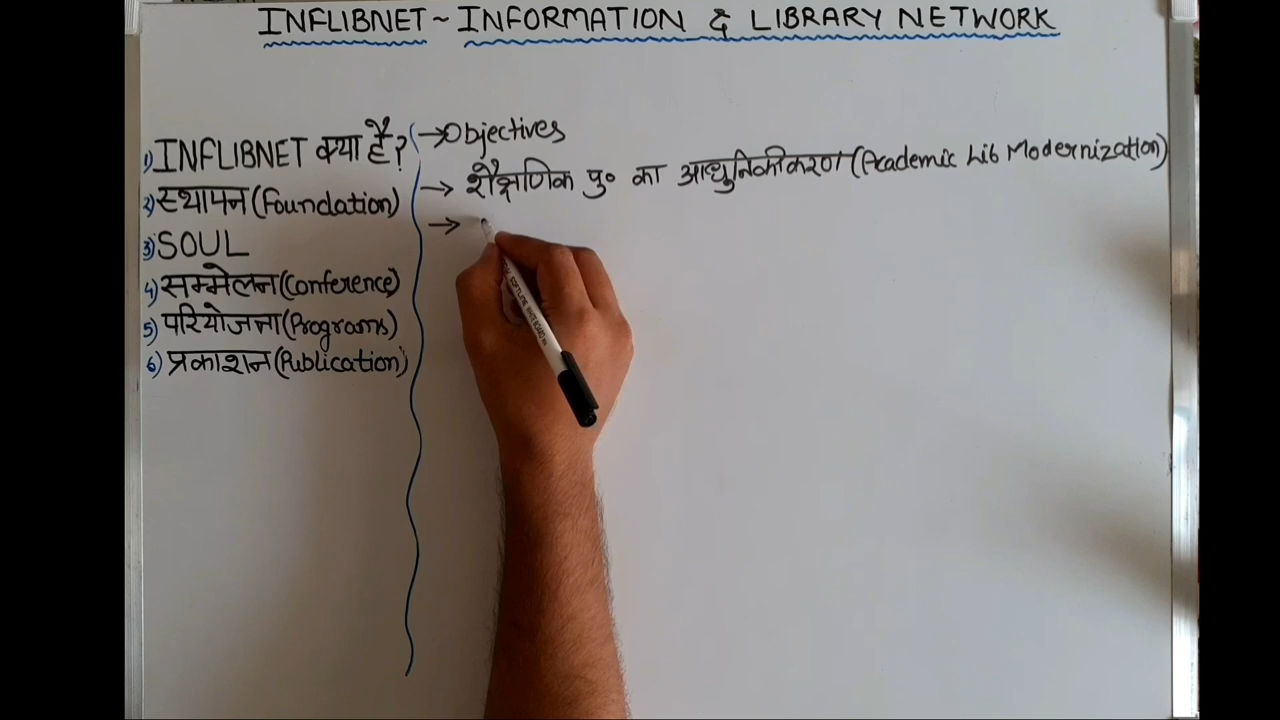 INFLIBNET ~ INFORMATION & LIBRARY NETWORK
1) INFLIBNET क्या है?
2) स्थापन (Foundation)
3) SOUL
4) सम्मेलन (Conference)
5) परियोजना (Programs)
6) प्रकाशन (Publication)
→ Objectives
→ शैक्षणिक पु० का आधुनिकीकरण (Academic Lib Modernization)
→